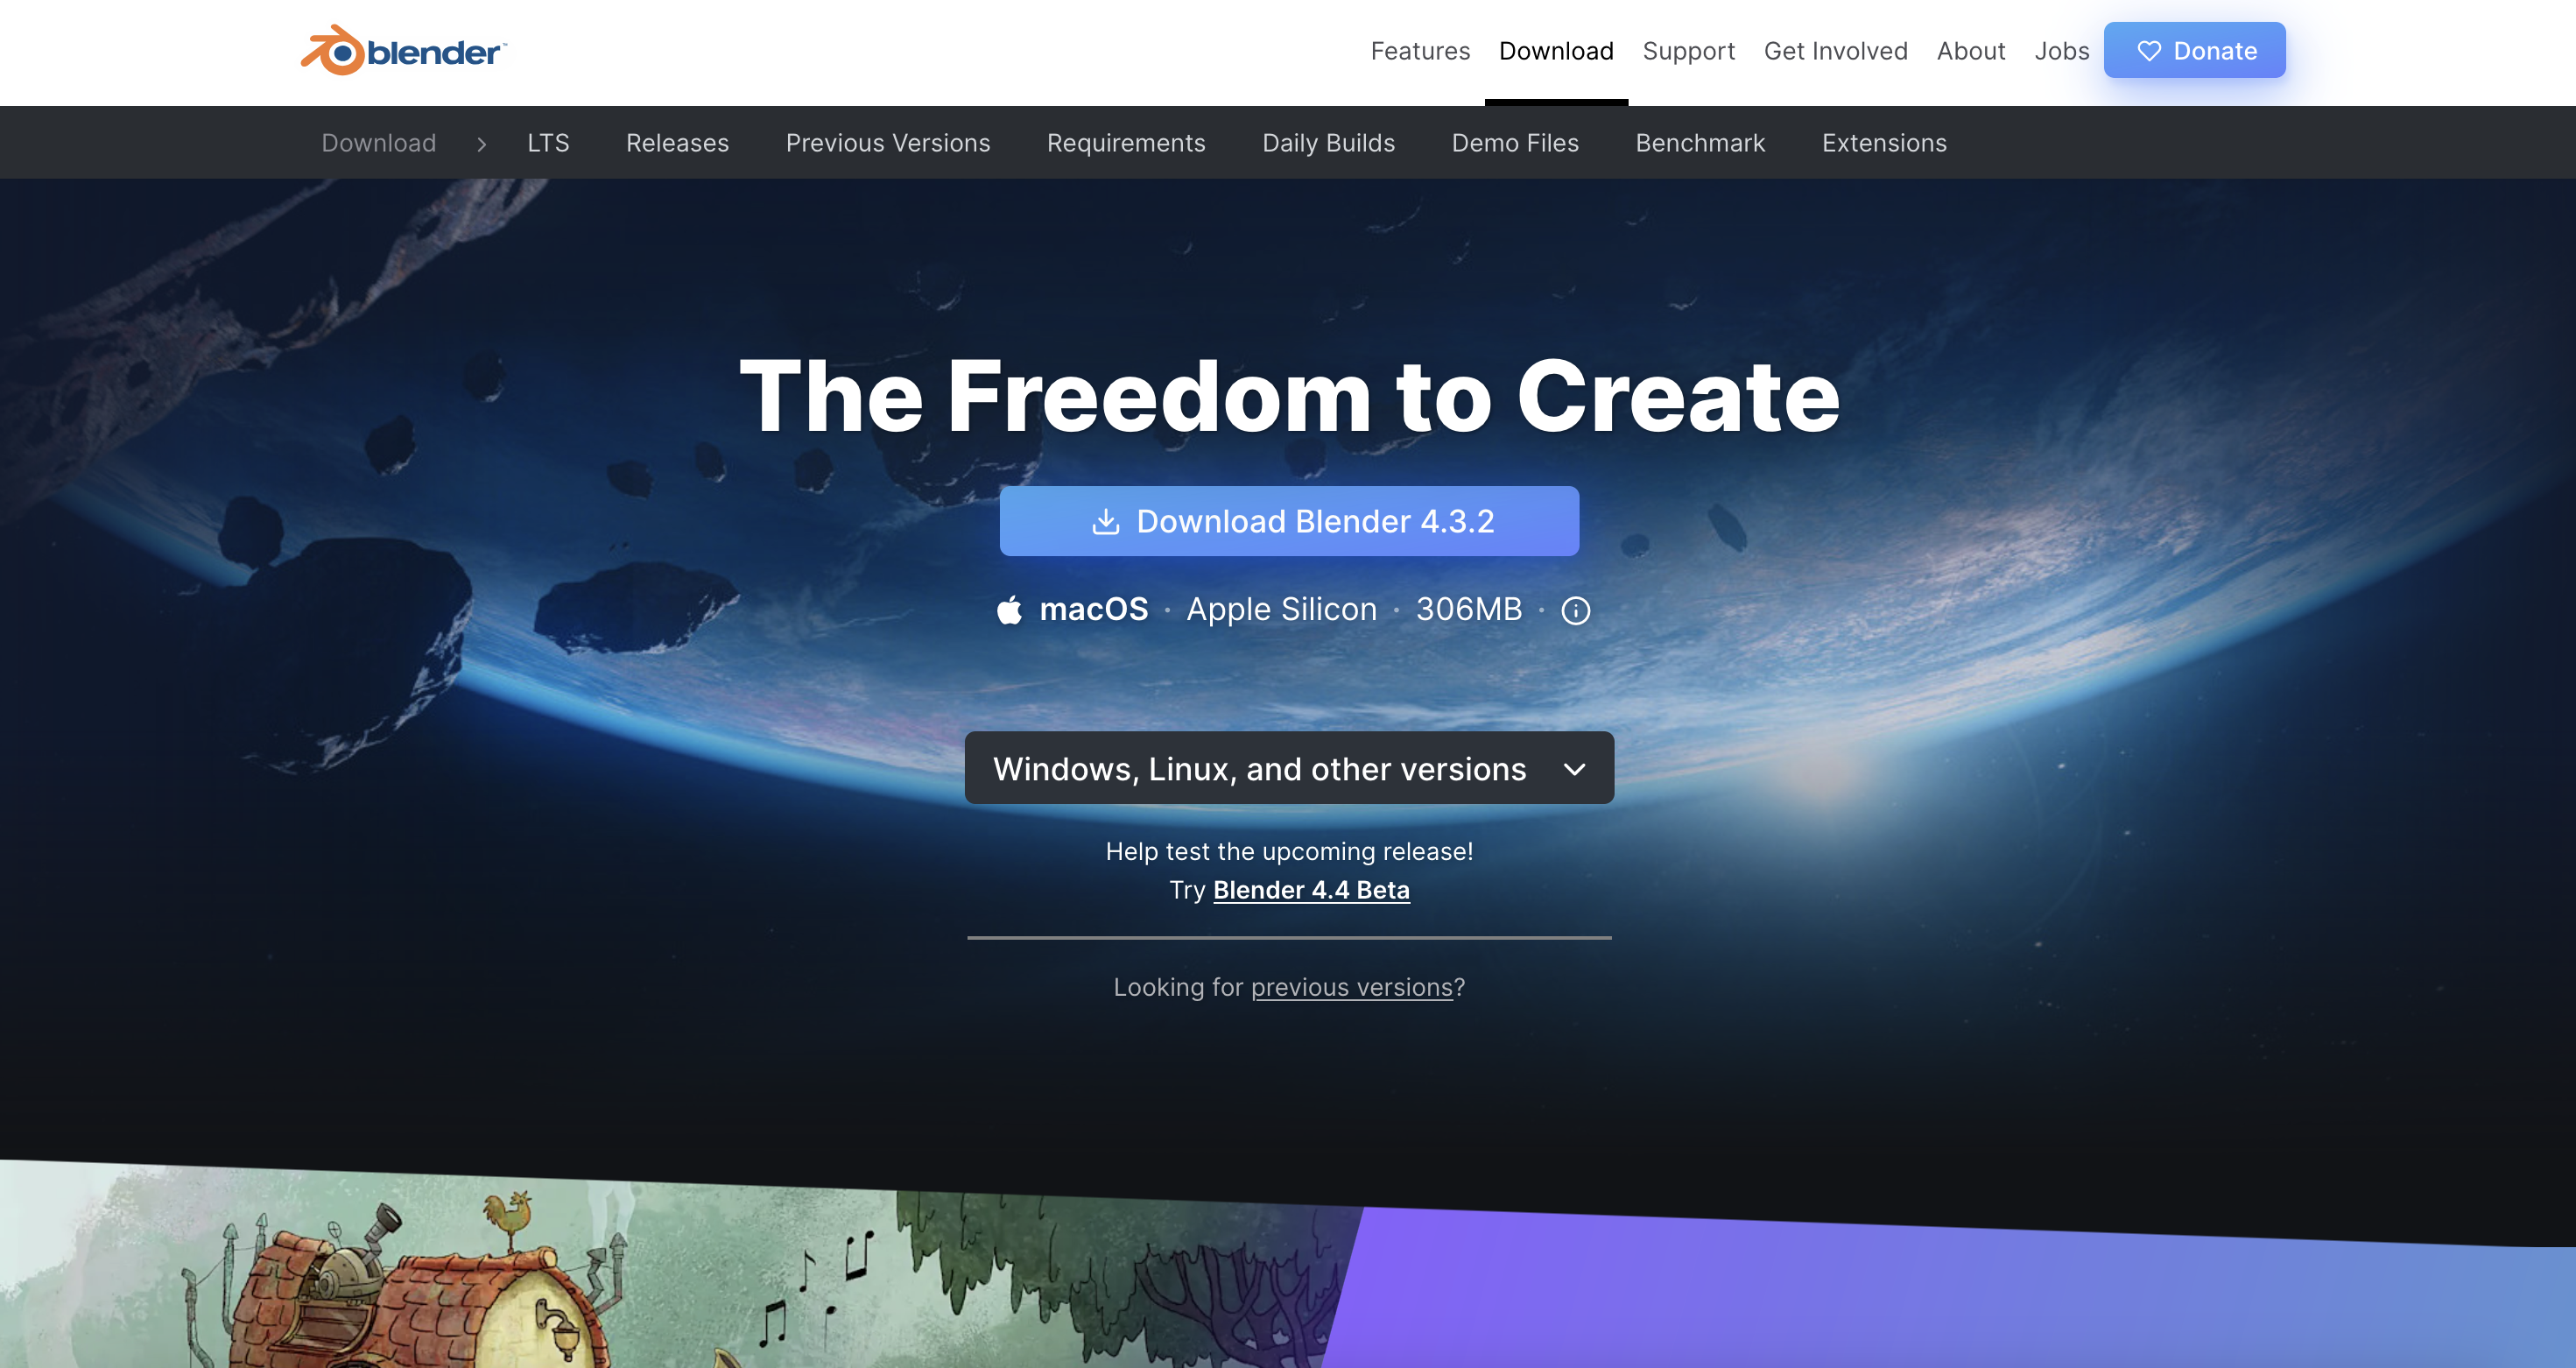 blender™
Features Download Support Get Involved About Jobs Donate
Download LTS Releases Previous Versions Requirements Daily Builds Demo Files Benchmark Extensions
The Freedom to Create
Download Blender 4.3.2
macOS · Apple Silicon · 306MB ·
Windows, Linux, and other versions
Help test the upcoming release!
Try Blender 4.4 Beta
Looking for previous versions?